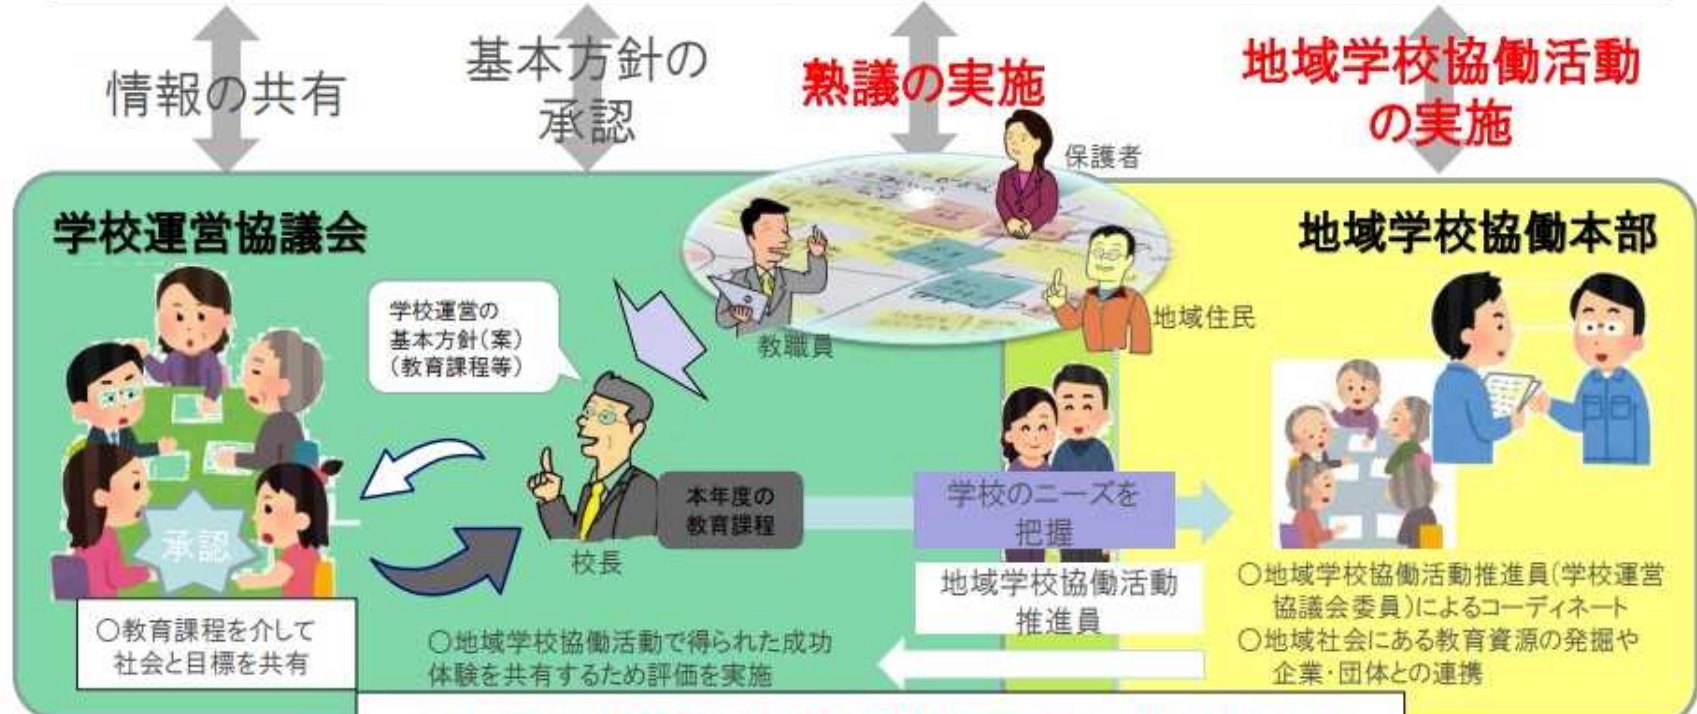 情報の共有
基本方針の
承認
熟議の実施
地域学校協働活動
の実施
保護者
学校運営協議会
地域学校協働本部
学校運営の
基本方針(案)
(教育課程等)
教職員
地域住民
本年度の
教育課程
学校のニーズを
把握
承認
校長
地域学校協働活動
推進員
○教育課程を介して
社会と目標を共有
○地域学校協働活動で得られた成功
体験を共有するため評価を実施
○地域学校協働活動推進員(学校運営
協議会委員)によるコーディネート
○地域社会にある教育資源の発掘や
企業・団体との連携